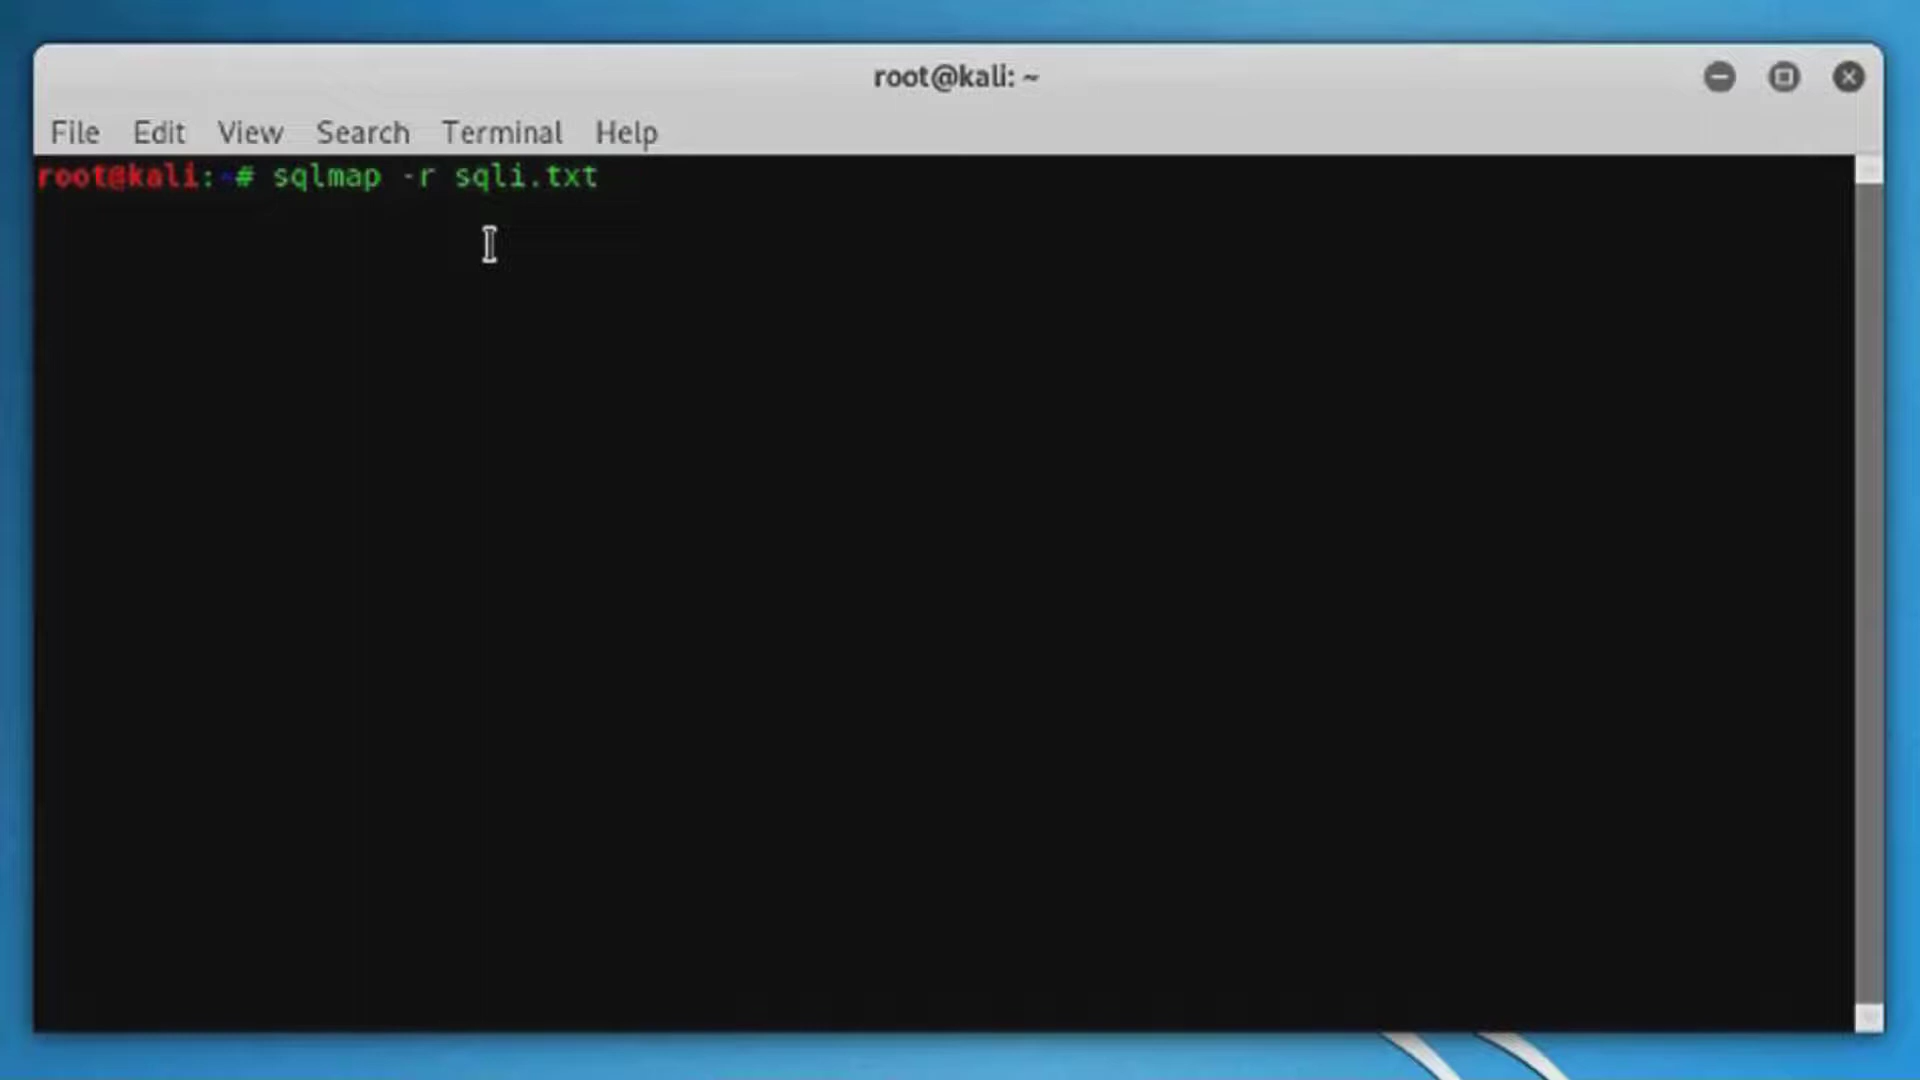 root@kali: ~
File Edit View Search Terminal Help
root@kali:~# sqlmap -r sqli.txt